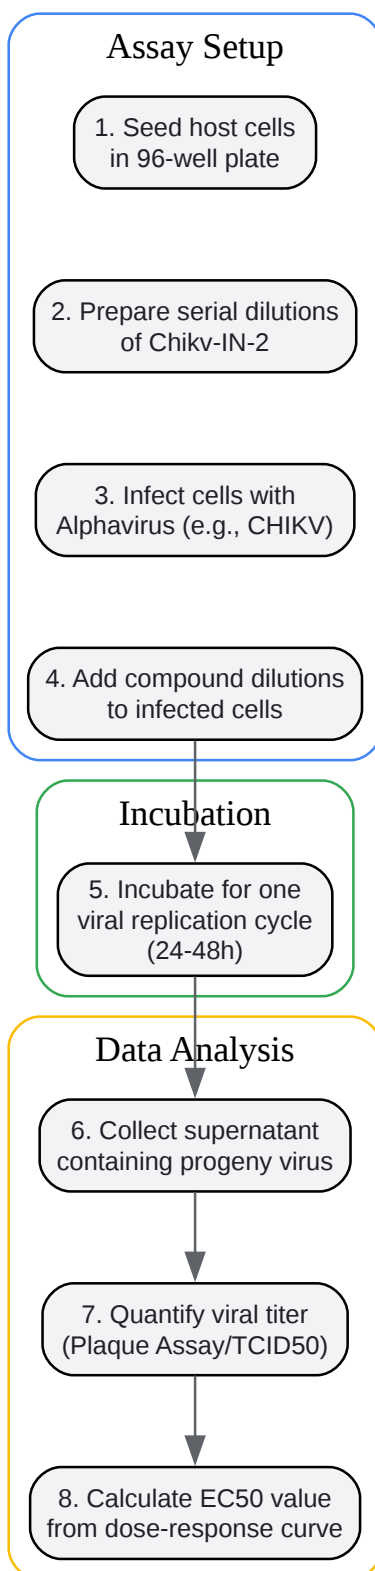 Assay Setup
1. Seed host cells
in 96-well plate
2. Prepare serial dilutions
of Chikv-IN-2
3. Infect cells with
Alphavirus (e.g., CHIKV)
4. Add compound dilutions
to infected cells
Incubation
5. Incubate for one
viral replication cycle
(24-48h)
Data Analysis
6. Collect supernatant
containing progeny virus
7. Quantify viral titer
(Plaque Assay/TCID50)
8. Calculate EC50 value
from dose-response curve